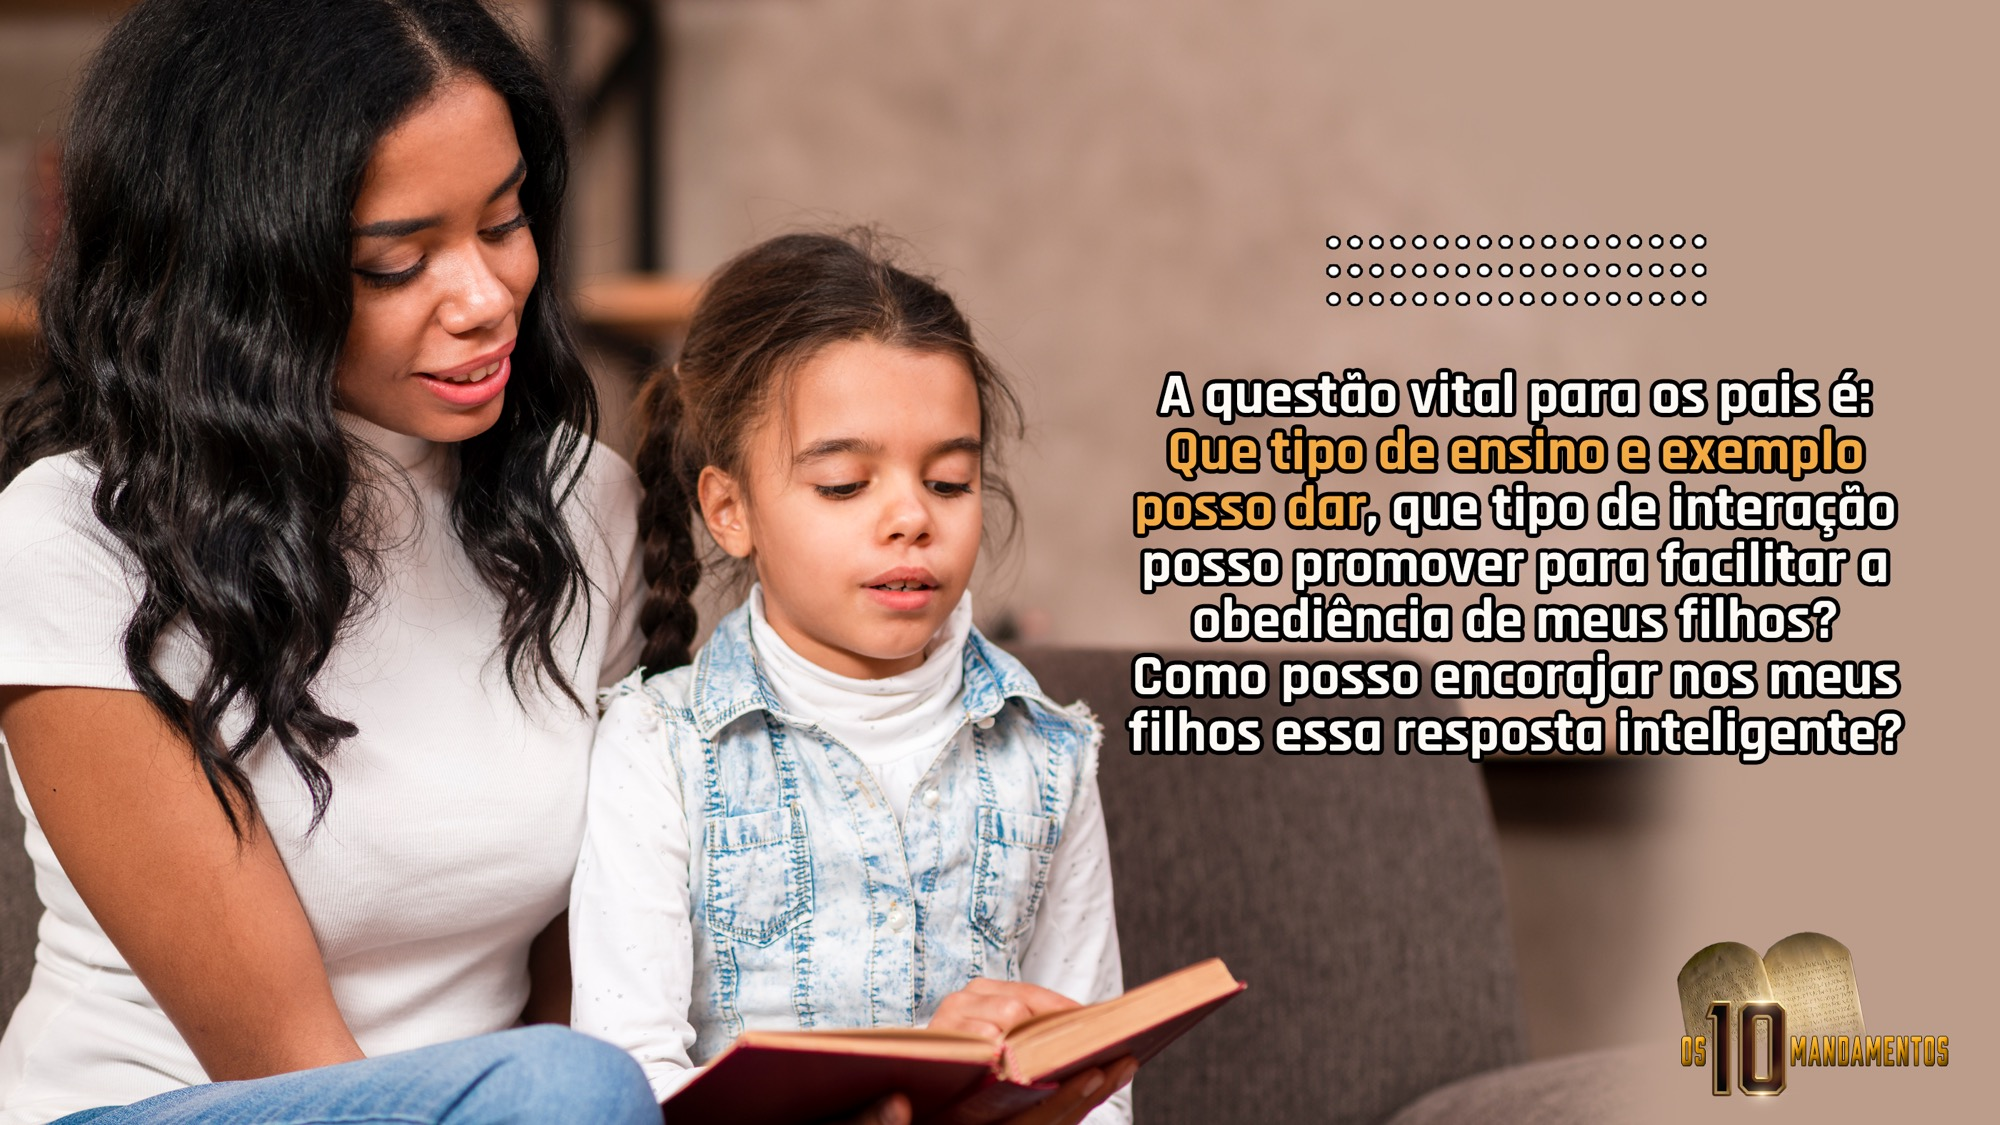 A questão vital para os pais é:
Que tipo de ensino e exemplo
posso dar, que tipo de interação
posso promover para facilitar a
obediência de meus filhos?
Como posso encorajar nos meus
filhos essa resposta inteligente?
OS 10 MANDAMENTOS